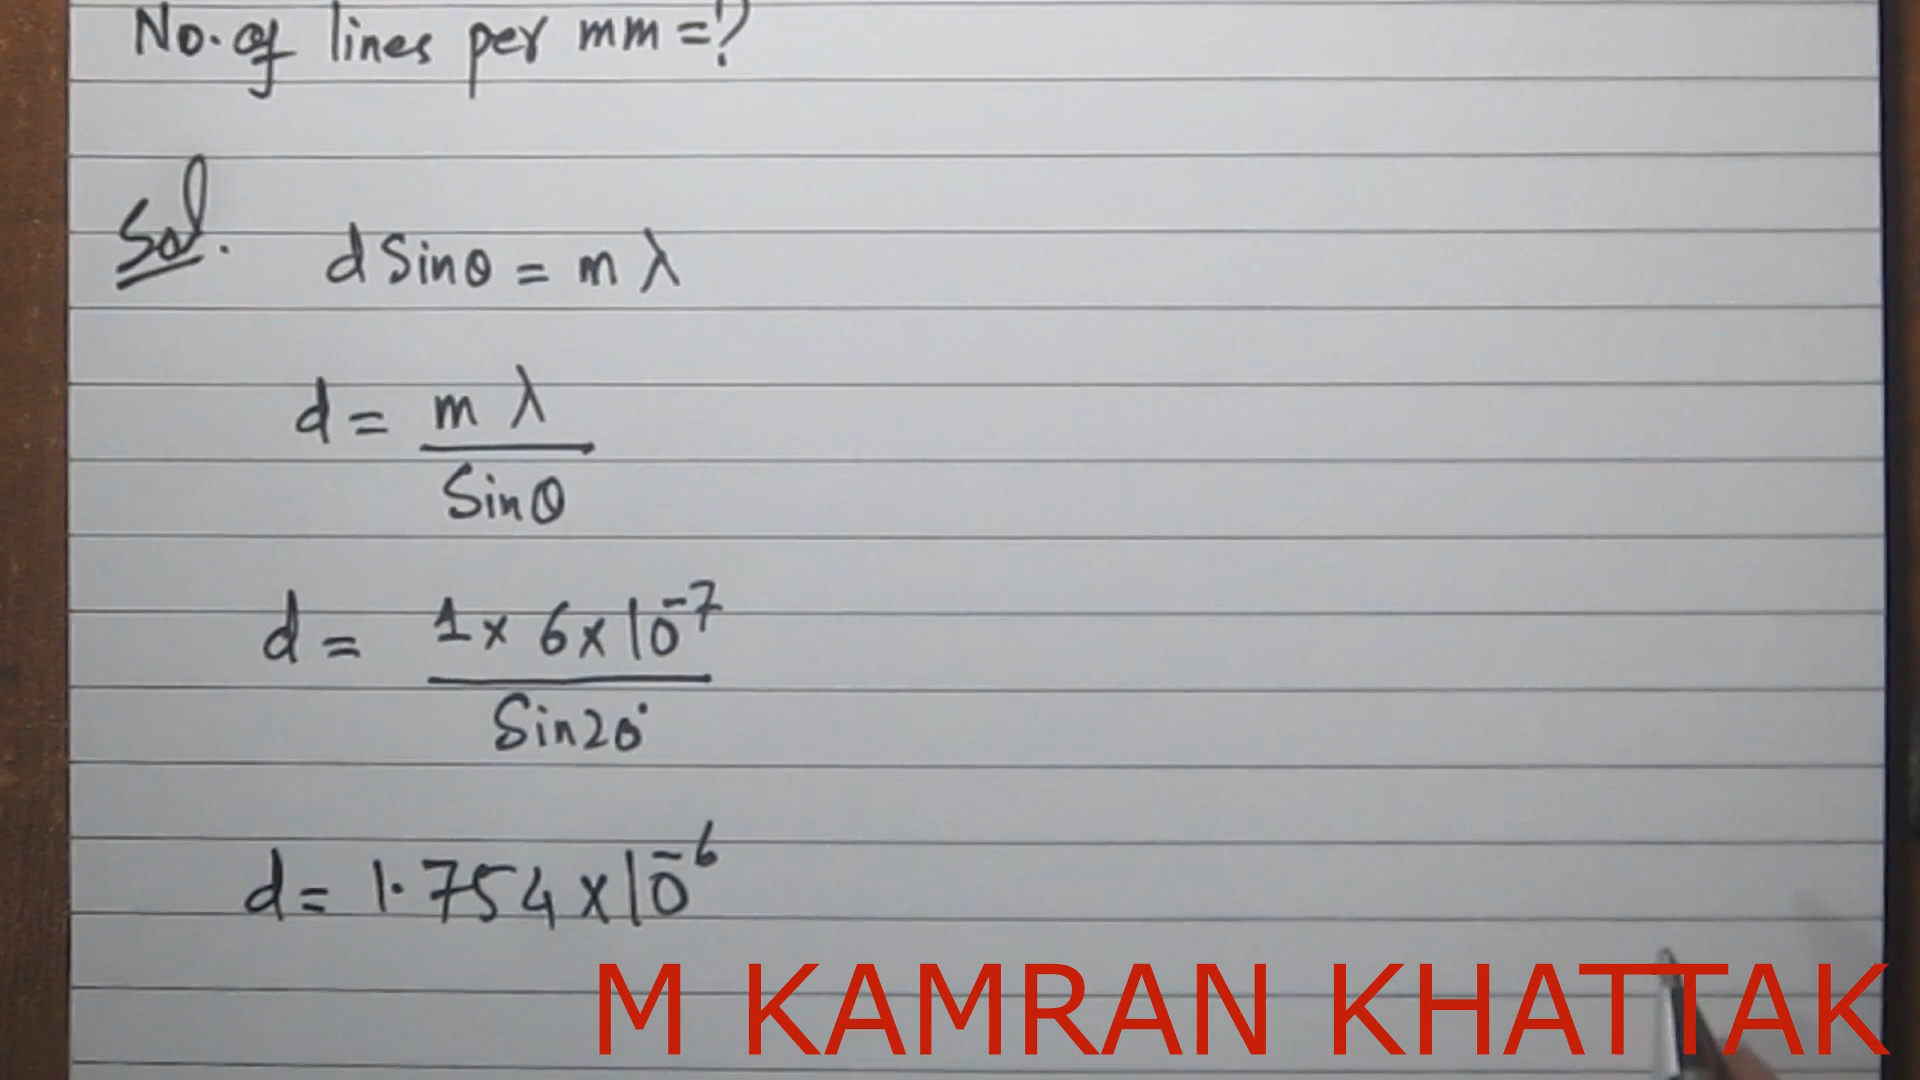 No. of lines per mm = ?
Sol. d Sinθ = m λ
d = m λ / Sinθ
d = 1 x 6 x 10⁻⁷ / Sin20°
d = 1.754 x 10⁻⁶
M KAMRAN KHATTAK